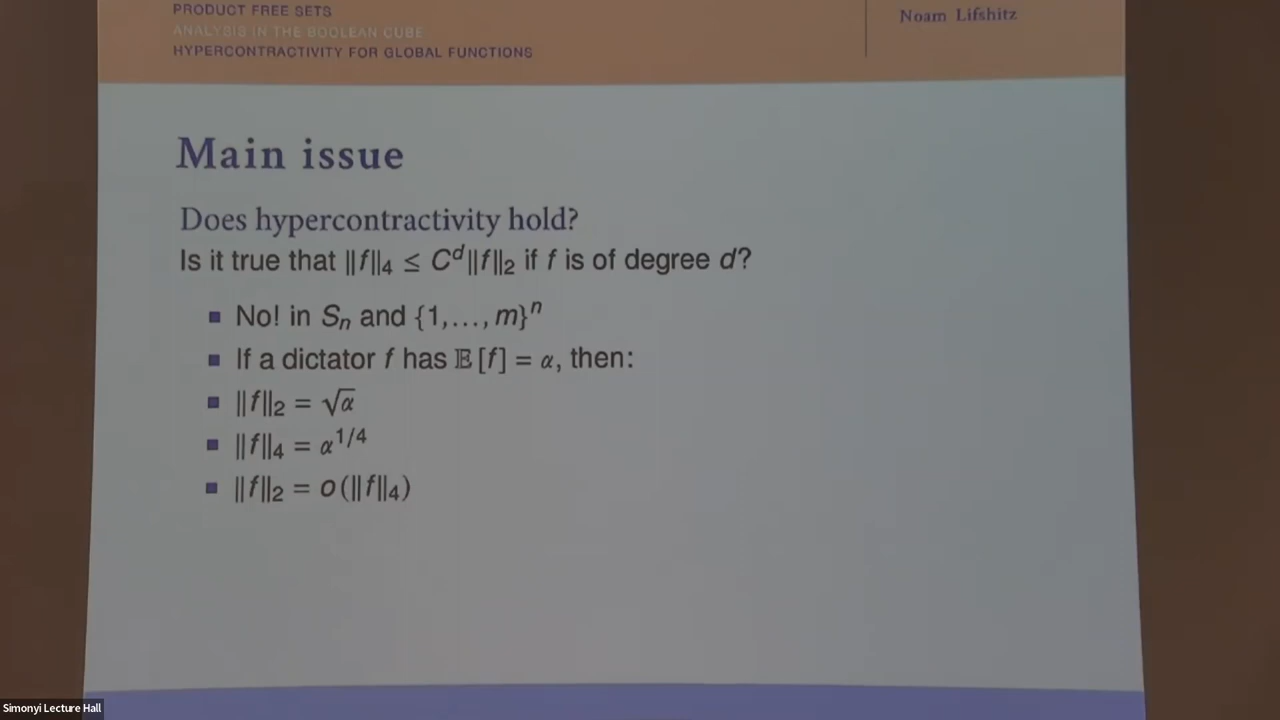 PRODUCT FREE SETS
ANALYSIS IN THE BOOLEAN CUBE
HYPERCONTRACTIVITY FOR GLOBAL FUNCTIONS
Noam Lifshitz
Main issue
Does hypercontractivity hold?
Is it true that ‖f‖₄ ≤ Cᵈ‖f‖₂ if f is of degree d?
▪ No! in Sₙ and {1,…,m}ⁿ
▪ If a dictator f has 𝔼[f] = α, then:
▪ ‖f‖₂ = √α
▪ ‖f‖₄ = α^{1/4}
▪ ‖f‖₂ = o(‖f‖₄)
Simonyi Lecture Hall